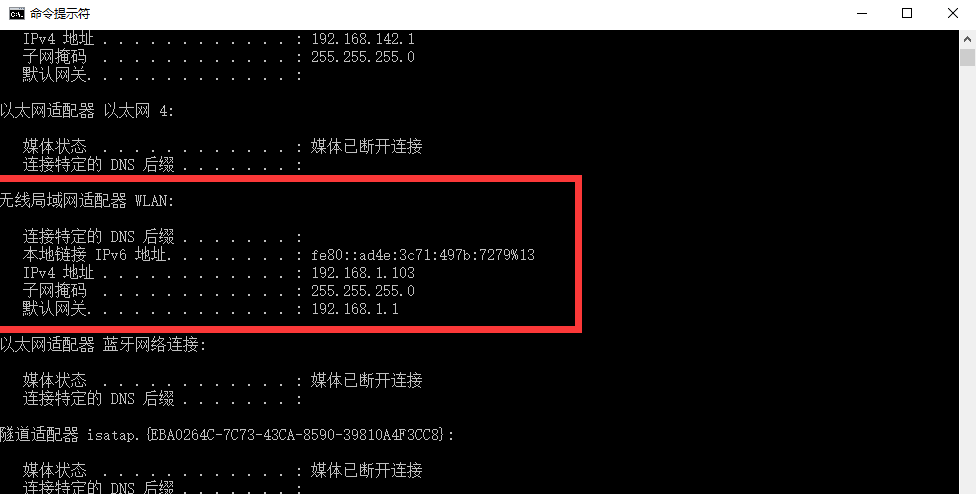 命令提示符
IPv4 地址 . . . . . . . . . . . . : 192.168.142.1
子网掩码 . . . . . . . . . . . . : 255.255.255.0
默认网关. . . . . . . . . . . . . :
以太网适配器 以太网 4:
媒体状态 . . . . . . . . . . . . : 媒体已断开连接
连接特定的 DNS 后缀 . . . . . . . :
无线局域网适配器 WLAN:
连接特定的 DNS 后缀 . . . . . . . :
本地链接 IPv6 地址. . . . . . . . : fe80::ad4e:3c71:497b:7279%13
IPv4 地址 . . . . . . . . . . . . : 192.168.1.103
子网掩码 . . . . . . . . . . . . : 255.255.255.0
默认网关. . . . . . . . . . . . . : 192.168.1.1
以太网适配器 蓝牙网络连接:
媒体状态 . . . . . . . . . . . . : 媒体已断开连接
连接特定的 DNS 后缀 . . . . . . . :
隧道适配器 isatap.{EBA0264C-7C73-43CA-8590-39810A4F3CC8}:
媒体状态 . . . . . . . . . . . . : 媒体已断开连接
连接特定的 DNS 后缀 . . . . . . . :